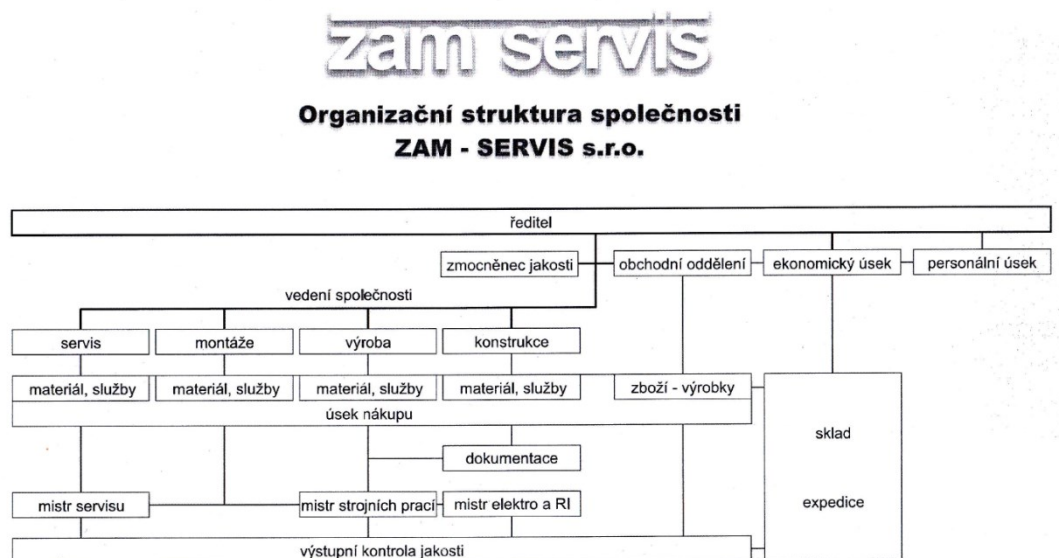 zam servis
Organizační struktura společnosti
ZAM - SERVIS s.r.o.
ředitel
zmocněnec jakosti
obchodní oddělení
ekonomický úsek
personální úsek
vedení společnosti
servis
montáže
výroba
konstrukce
materiál, služby
materiál, služby
materiál, služby
materiál, služby
zboží - výrobky
úsek nákupu
sklad
dokumentace
mistr servisu
mistr strojních prací
mistr elektro a RI
expedice
výstupní kontrola jakosti